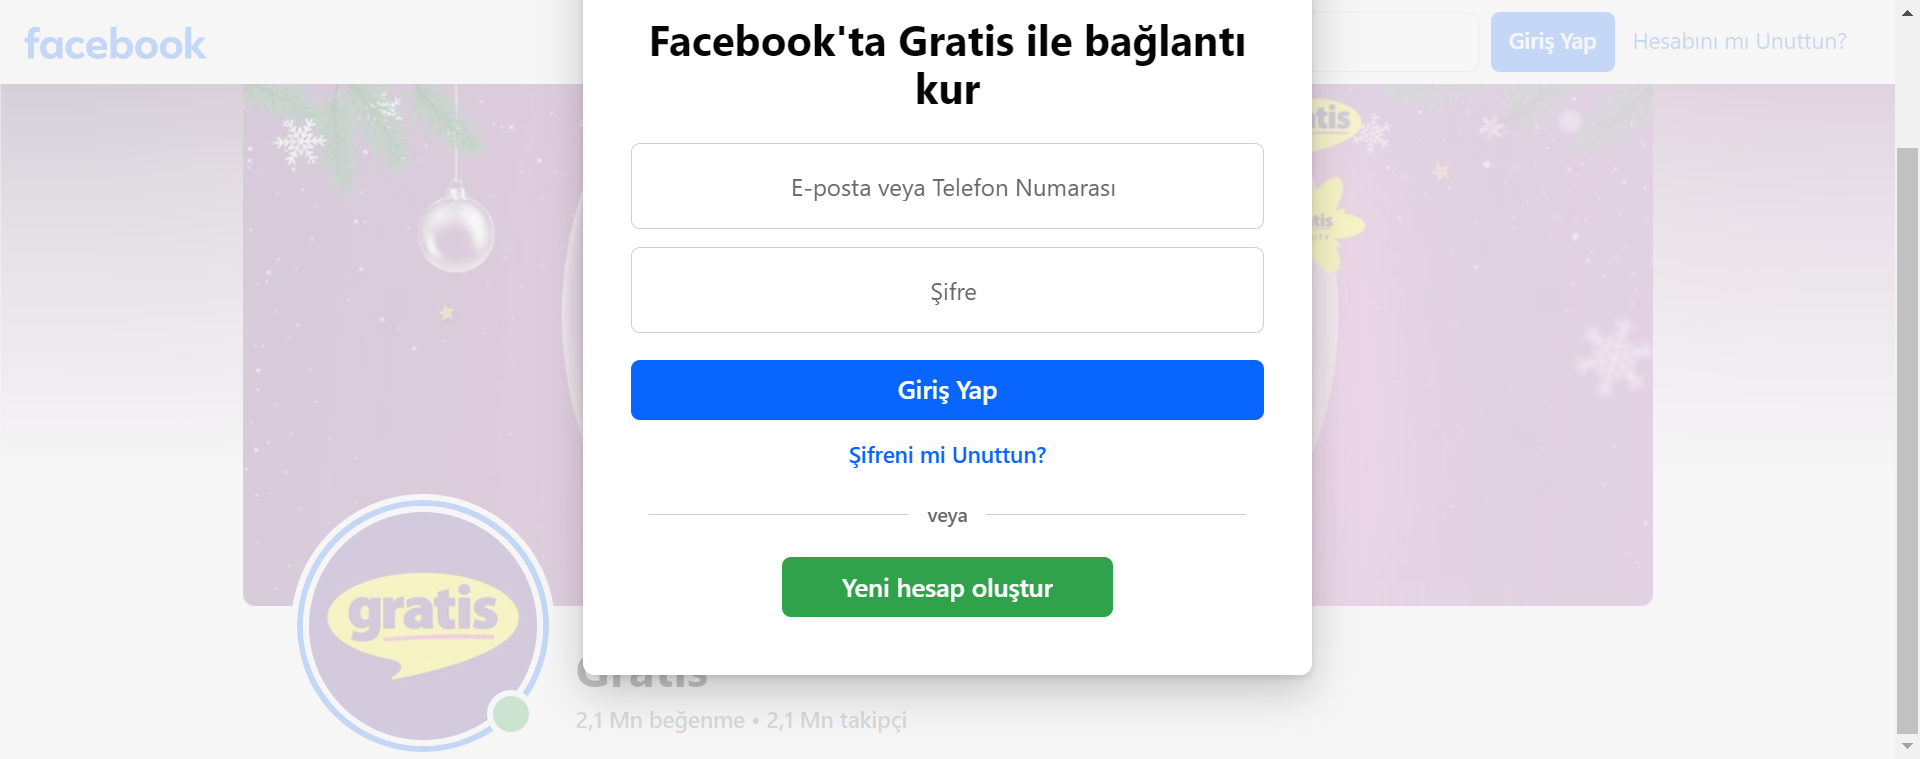 facebook
Giriş Yap
Hesabını mı Unuttun?
Facebook'ta Gratis ile bağlantı
kur
E-posta veya Telefon Numarası
Şifre
Giriş Yap
Şifreni mi Unuttun?
veya
Yeni hesap oluştur
gratis
Gratis
2,1 Mn beğenme • 2,1 Mn takipçi